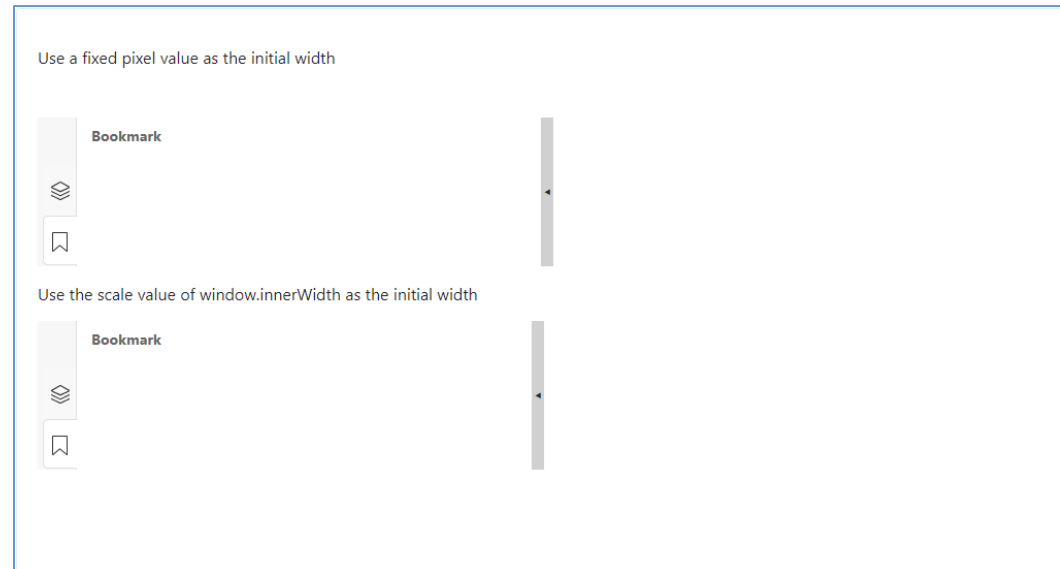 Use a fixed pixel value as the initial width
Bookmark
Use the scale value of window.innerWidth as the initial width
Bookmark